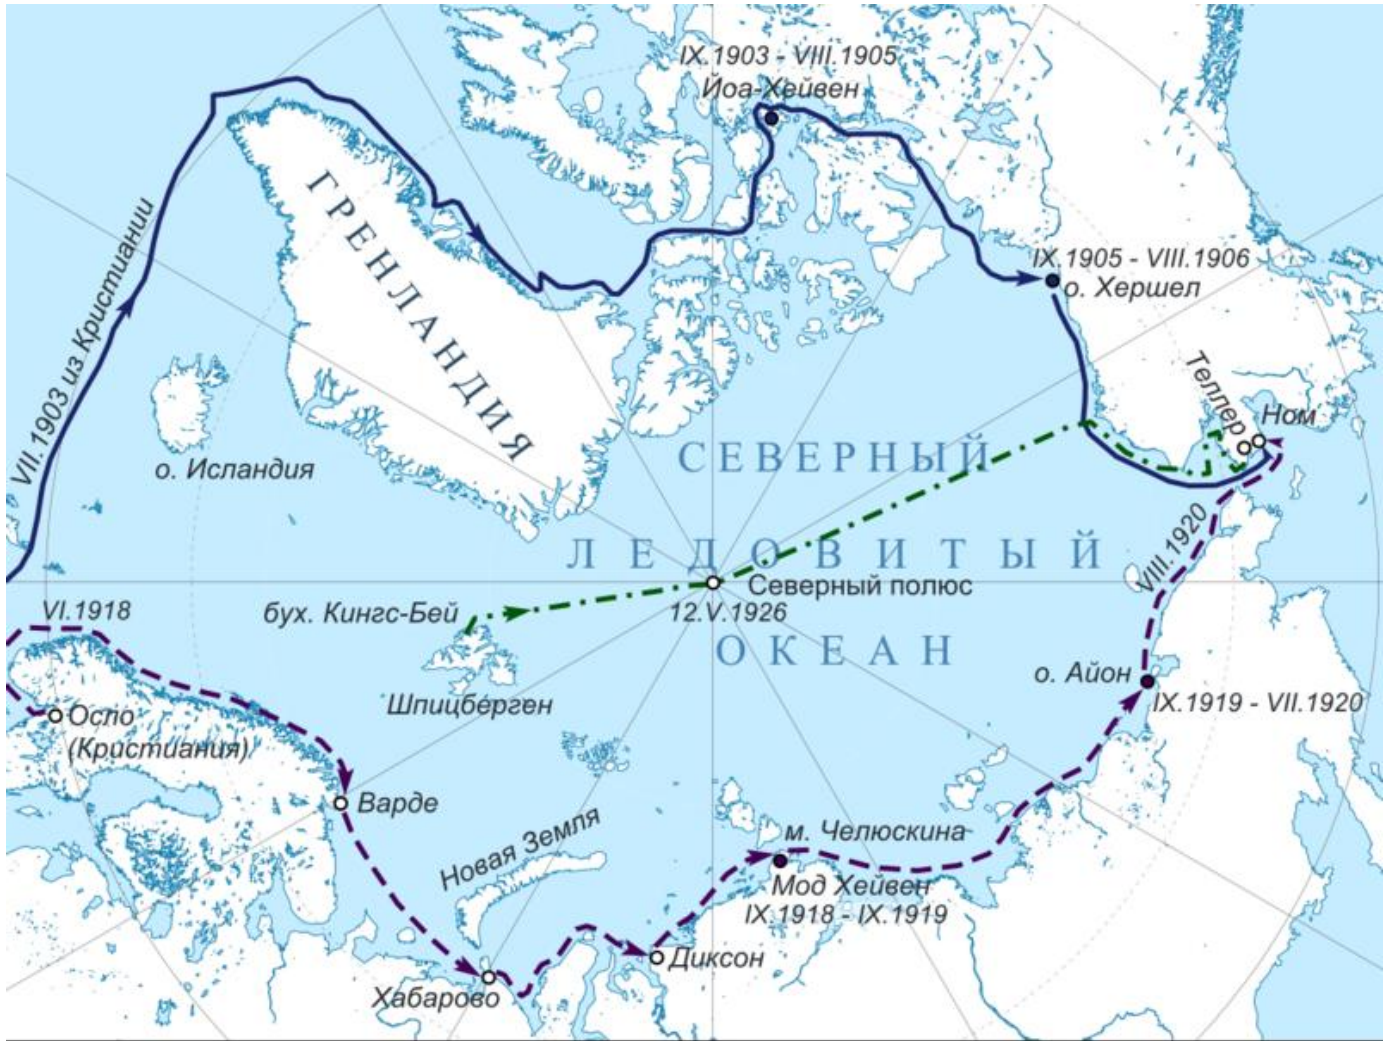 IX.1903 - VIII.1905
Йоа-Хейвен
ГРЕНЛАНДИЯ
VII. 1903 из Кристиании
IX.1905 - VIII.1906
о. Хершел
Теллер
Ном
о. Исландия
СЕВЕРНЫЙ
ЛЕДОВИТЫЙ
ОКЕАН
VIII.1920
Северный полюс
12.V.1926
бух. Кингс-Бей
VI.1918
Шпицберген
о. Айон
IX.1919 - VII.1920
Осло
(Кристиания)
Варде
Новая Земля
м. Челюскина
Мод Хейвен
IX.1918 - IX.1919
Диксон
Хабарово